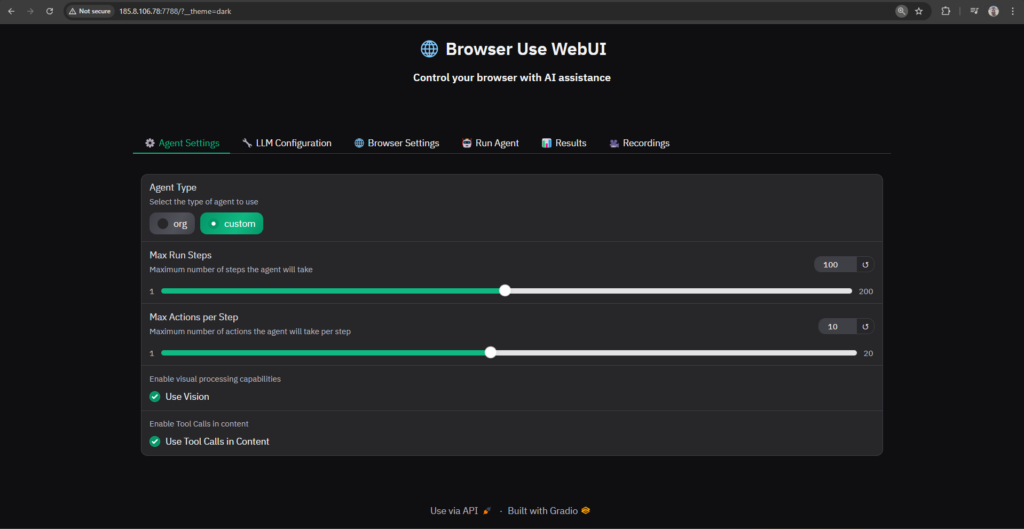 Not secure 185.8.106.78:7788/?__theme=dark
Browser Use WebUI
Control your browser with AI assistance
Agent Settings LLM Configuration Browser Settings Run Agent Results Recordings
Agent Type
Select the type of agent to use
org custom
Max Run Steps
100
Maximum number of steps the agent will take
1 200
Max Actions per Step
10
Maximum number of actions the agent will take per step
1 20
Enable visual processing capabilities
Use Vision
Enable Tool Calls in content
Use Tool Calls in Content
Use via API · Built with Gradio